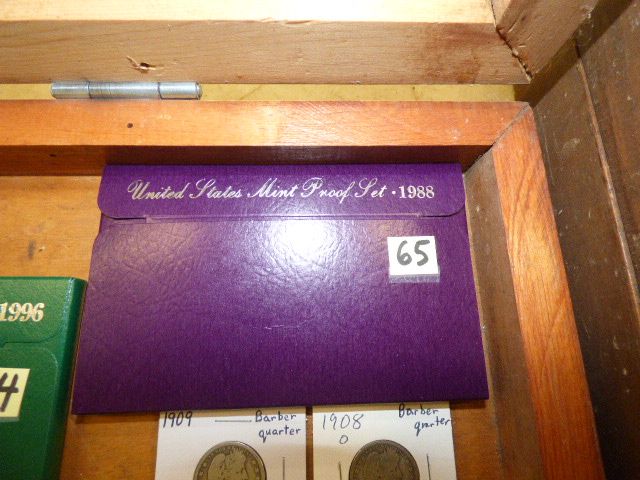 United States Mint Proof Set · 1988
65
1996
4
1909 Barber
quarter
1908 Barber
O quarter